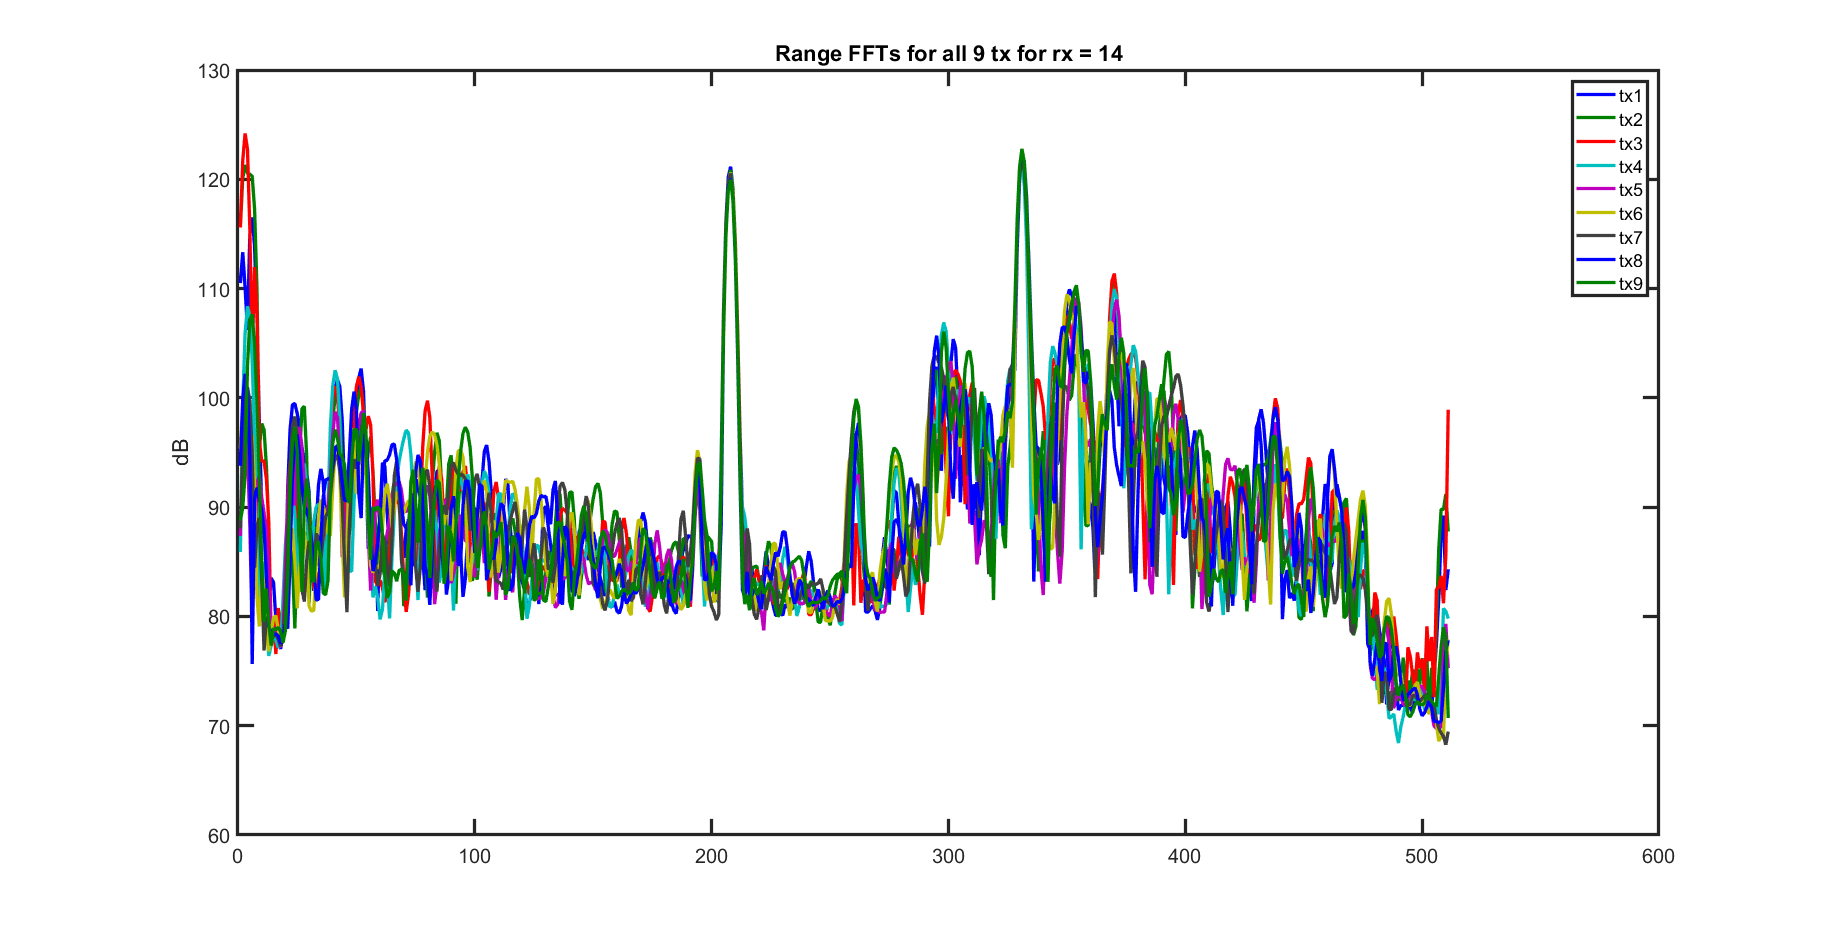 Range FFTs for all 9 tx for rx = 14
130
120
110
100
90
80
70
60
dB
0
100
200
300
400
500
600
tx1
tx2
tx3
tx4
tx5
tx6
tx7
tx8
tx9